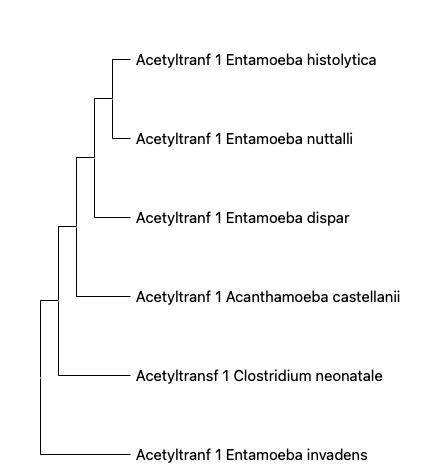 Acetyltranf 1 Entamoeba histolytica
Acetyltranf 1 Entamoeba nuttalli
Acetyltranf 1 Entamoeba dispar
Acetyltranf 1 Acanthamoeba castellanii
Acetyltransf 1 Clostridium neonatale
Acetyltranf 1 Entamoeba invadens